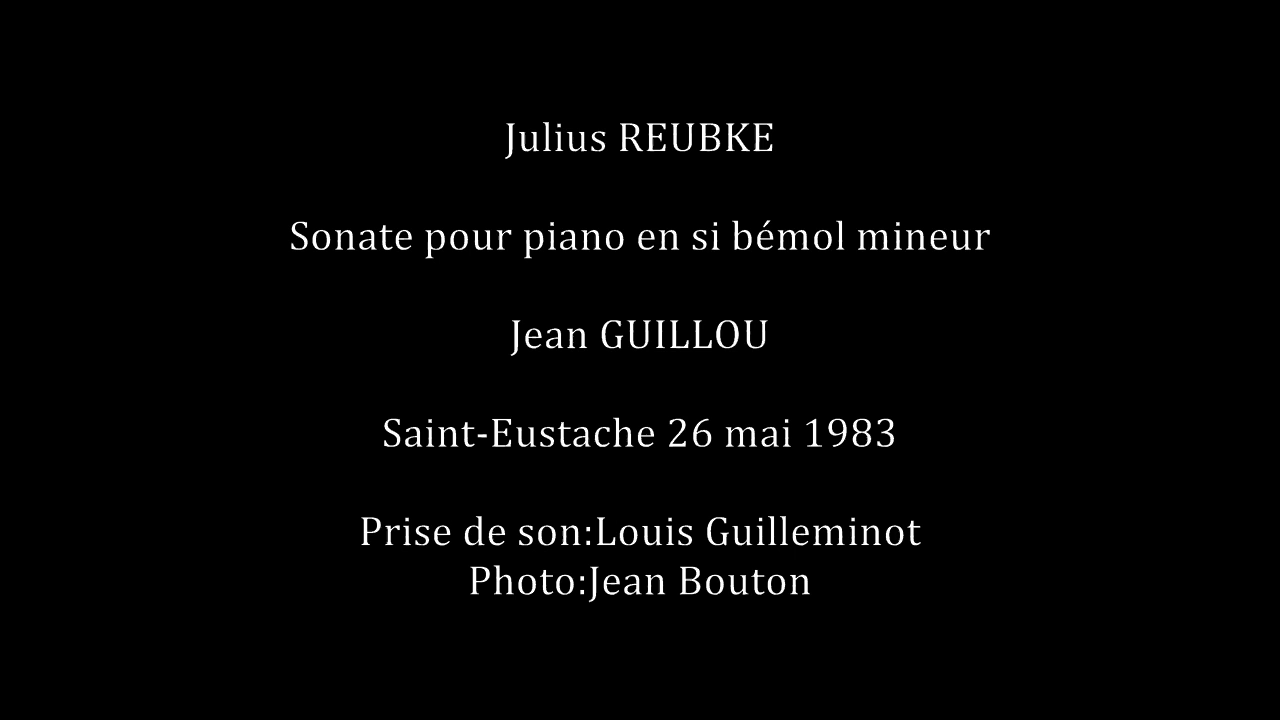 Julius REUBKE
Sonate pour piano en si bémol mineur
Jean GUILLOU
Saint-Eustache 26 mai 1983
Prise de son:Louis Guilleminot
Photo:Jean Bouton